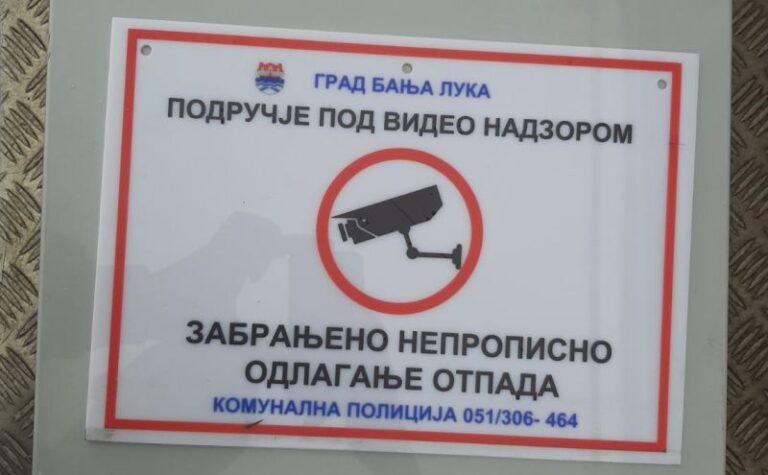 ГРАД БАЊА ЛУКА
ПОДРУЧЈЕ ПОД ВИДЕО НАДЗОРОМ
ЗАБРАЊЕНО НЕПРОПИСНО
ОДЛАГАЊЕ ОТПАДА
КОМУНАЛНА ПОЛИЦИЈА 051/306- 464